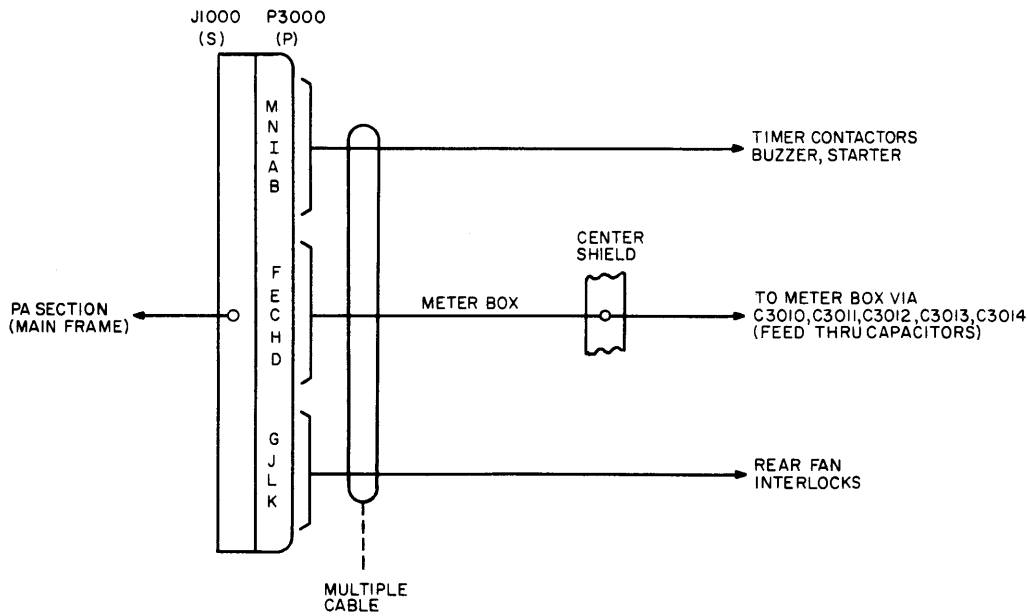 J1000 P3000
(S) (P)
M
N
I
A
B
TIMER CONTACTORS
BUZZER, STARTER
CENTER
SHIELD
F
E
C
H
D
PA SECTION
(MAIN FRAME)
METER BOX
TO METER BOX VIA
C3010,C3011,C3012,C3013,C3014
(FEED THRU CAPACITORS)
G
J
L
K
REAR FAN
INTERLOCKS
MULTIPLE
CABLE